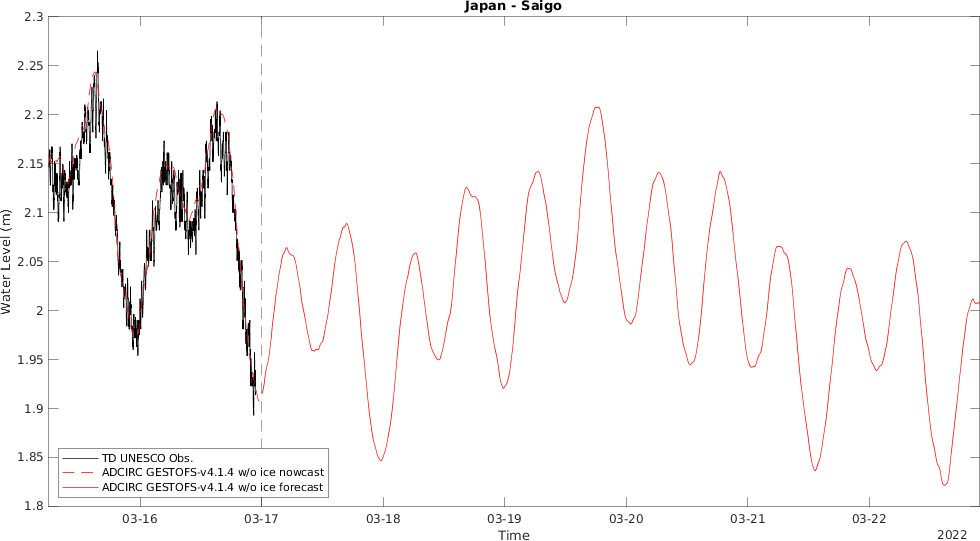 Japan - Saigo
2.3
2.25
2.2
2.15
2.1
2.05
2
1.95
1.9
1.85
1.8
Water Level (m)
TD UNESCO Obs.
ADCIRC GESTOFS-v4.1.4 w/o ice nowcast
ADCIRC GESTOFS-v4.1.4 w/o ice forecast
03-16 03-17 03-18 03-19 03-20 03-21 03-22
Time
2022